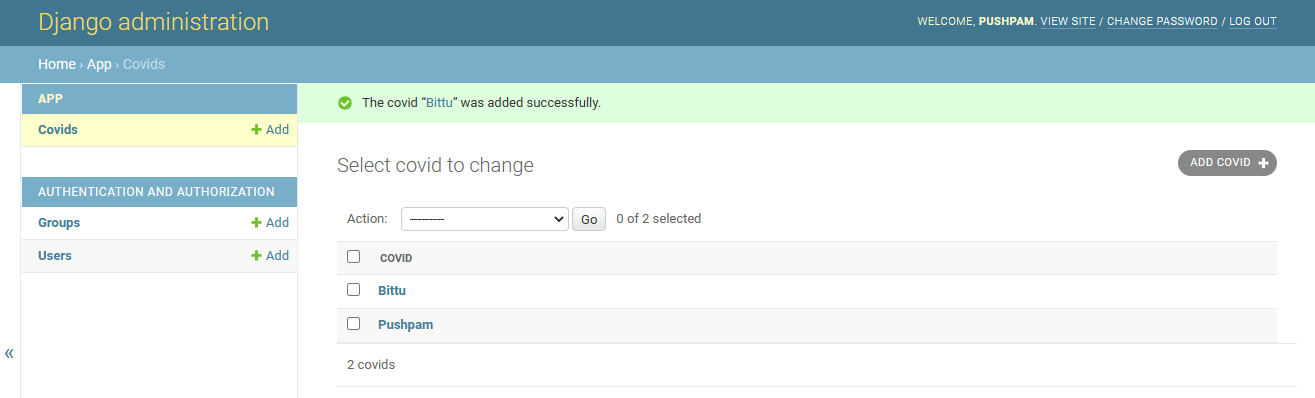 Django administration
WELCOME, PUSHPAM. VIEW SITE / CHANGE PASSWORD / LOG OUT
Home › App › Covids
APP
Covids + Add
AUTHENTICATION AND AUTHORIZATION
Groups + Add
Users + Add
«
The covid “Bittu” was added successfully.
Select covid to change
ADD COVID +
Action: --------- Go 0 of 2 selected
COVID
Bittu
Pushpam
2 covids